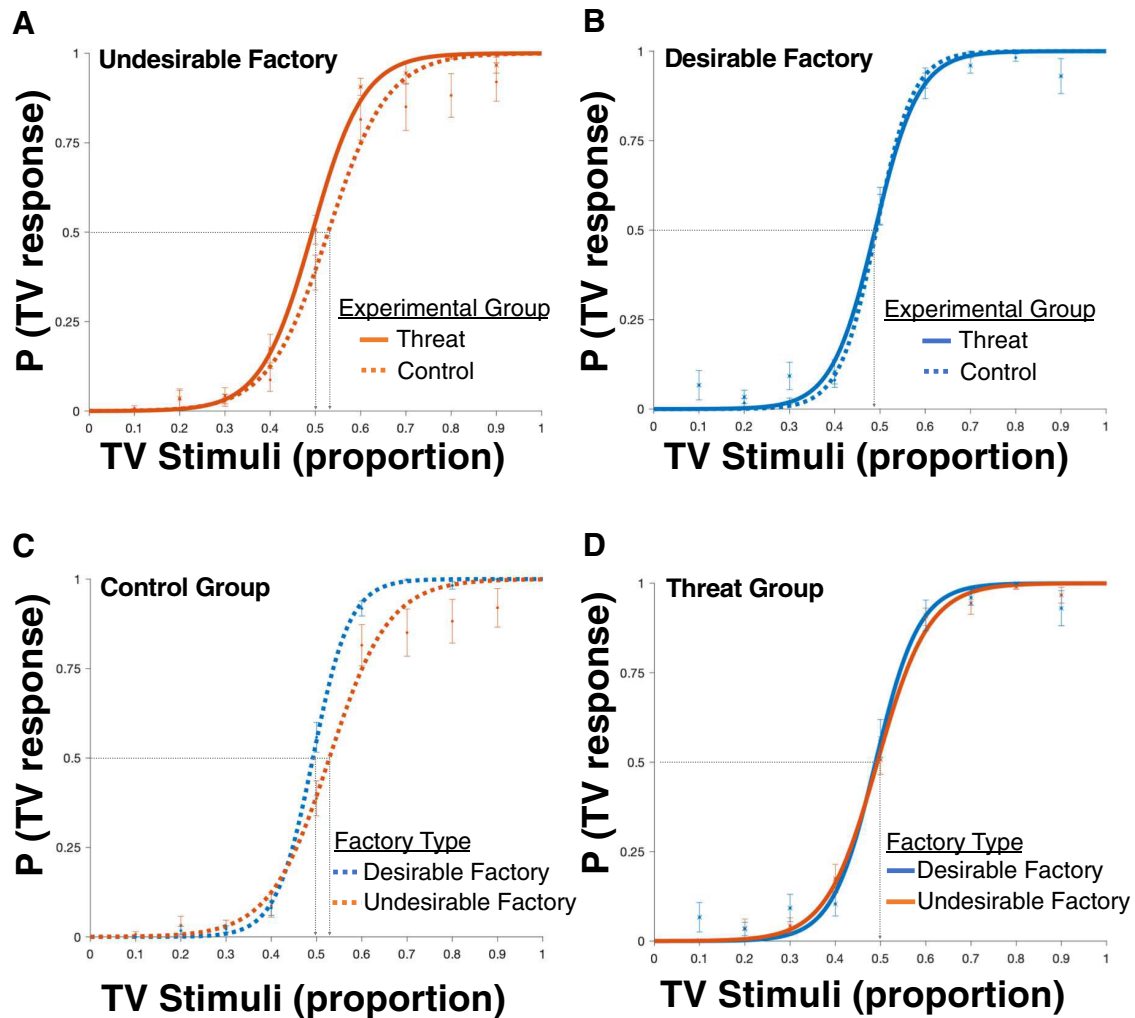 A
Undesirable Factory
P (TV response)
1
0.75
0.5
0.25
0
Experimental Group
Threat
Control
0 0.1 0.2 0.3 0.4 0.5 0.6 0.7 0.8 0.9 1
TV Stimuli (proportion)
B
Desirable Factory
P (TV response)
1
0.75
0.5
0.25
0
Experimental Group
Threat
Control
0 0.1 0.2 0.3 0.4 0.5 0.6 0.7 0.8 0.9 1
TV Stimuli (proportion)
C
Control Group
P (TV response)
1
0.75
0.5
0.25
0
Factory Type
Desirable Factory
Undesirable Factory
0 0.1 0.2 0.3 0.4 0.5 0.6 0.7 0.8 0.9 1
TV Stimuli (proportion)
D
Threat Group
P (TV response)
1
0.75
0.5
0.25
0
Factory Type
Desirable Factory
Undesirable Factory
0 0.1 0.2 0.3 0.4 0.5 0.6 0.7 0.8 0.9 1
TV Stimuli (proportion)